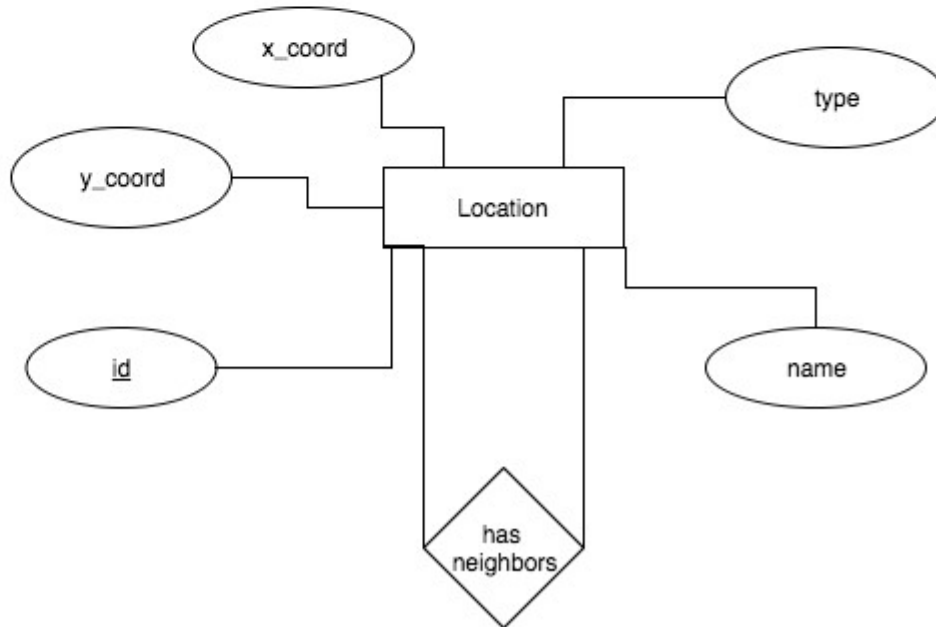 x_coord
type
y_coord
Location
id
name
has
neighbors